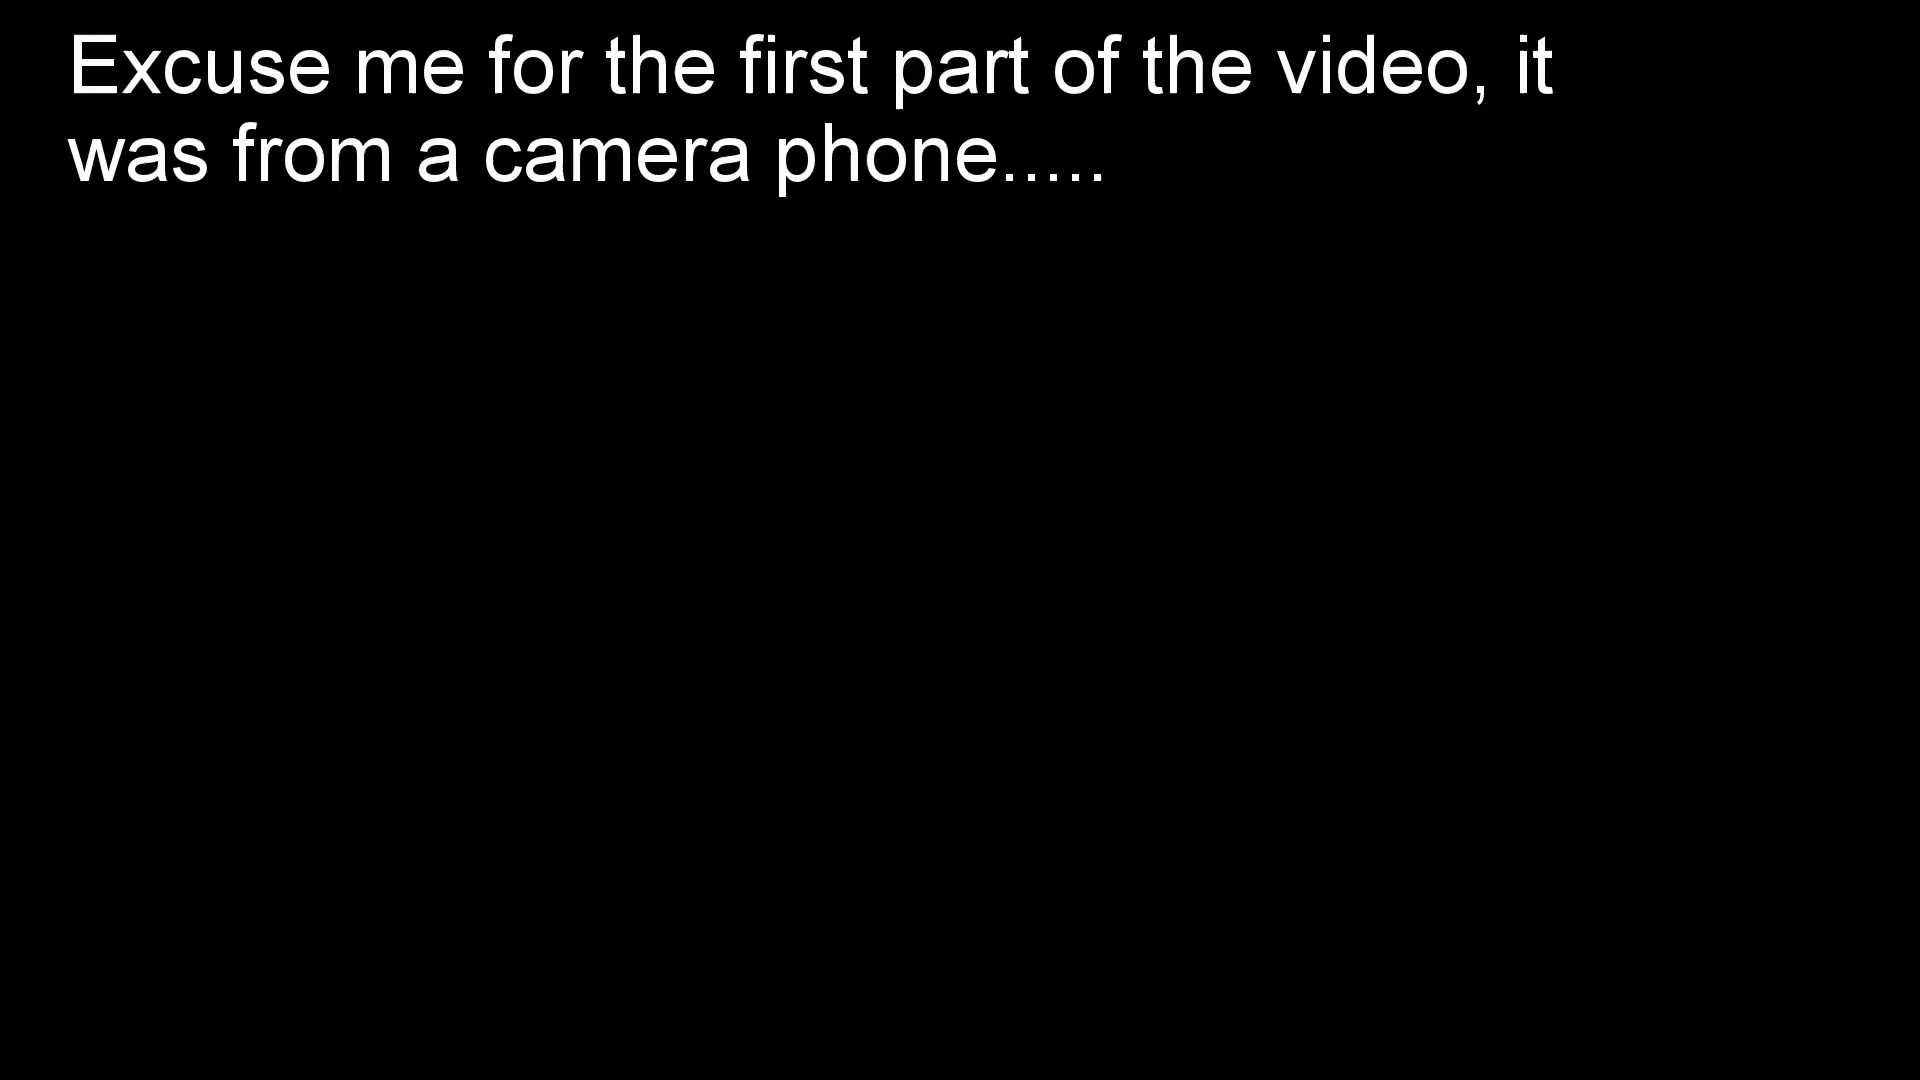 Excuse me for the first part of the video, it
was from a camera phone.....